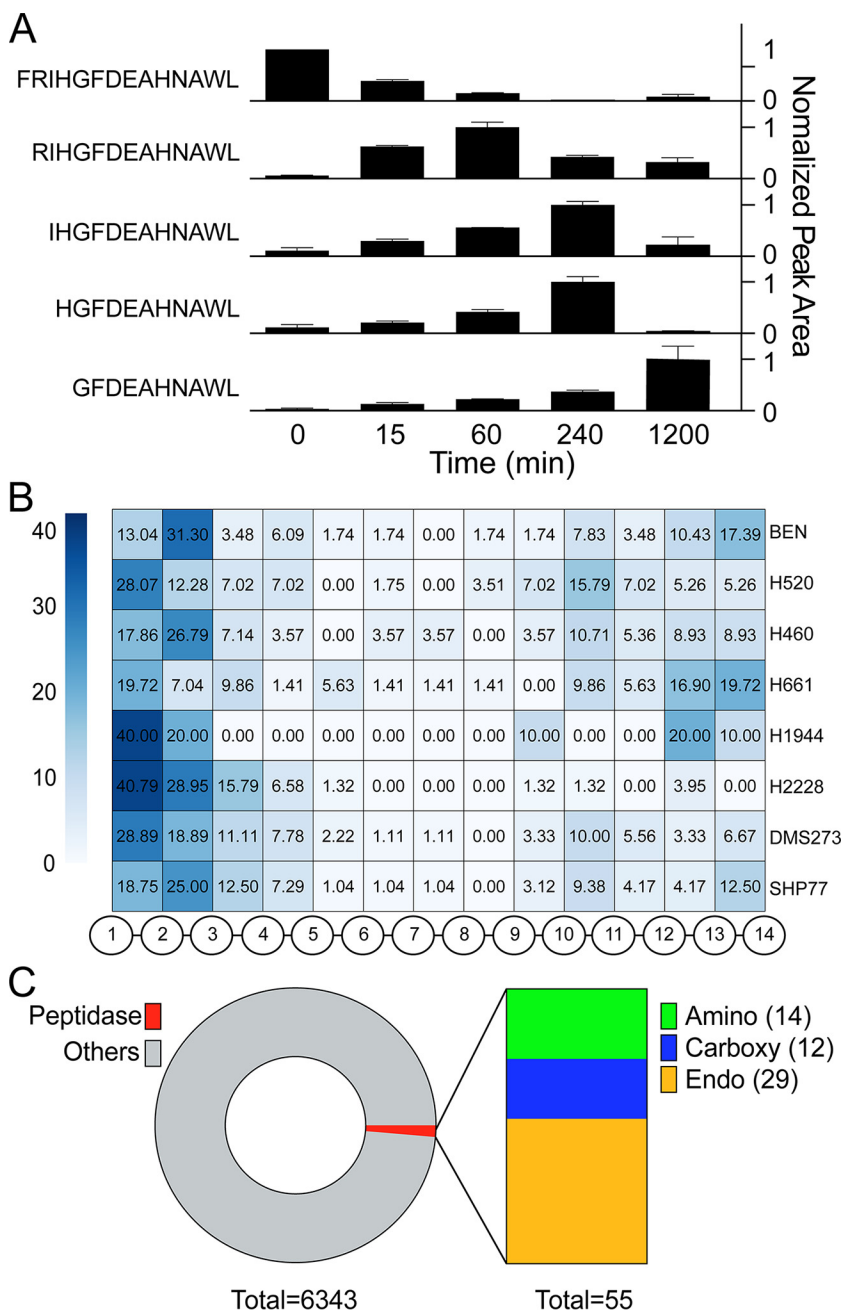 A
FRIHGFDEAHNAWL
1
0
RIHGFDEAHNAWL
1
0
IHGFDEAHNAWL
1
0
HGFDEAHNAWL
1
0
GFDEAHNAWL
1
0
Nomalized Peak Area
0 15 60 240 1200
Time (min)
B
40
30
20
10
0
13.04 31.30 3.48 6.09 1.74 1.74 0.00 1.74 1.74 7.83 3.48 10.43 17.39 BEN
28.07 12.28 7.02 7.02 0.00 1.75 0.00 3.51 7.02 15.79 7.02 5.26 5.26 H520
17.86 26.79 7.14 3.57 0.00 3.57 3.57 0.00 3.57 10.71 5.36 8.93 8.93 H460
19.72 7.04 9.86 1.41 5.63 1.41 1.41 1.41 0.00 9.86 5.63 16.90 19.72 H661
40.00 20.00 0.00 0.00 0.00 0.00 0.00 0.00 10.00 0.00 0.00 20.00 10.00 H1944
40.79 28.95 15.79 6.58 1.32 0.00 0.00 0.00 1.32 1.32 0.00 3.95 0.00 H2228
28.89 18.89 11.11 7.78 2.22 1.11 1.11 0.00 3.33 10.00 5.56 3.33 6.67 DMS273
18.75 25.00 12.50 7.29 1.04 1.04 1.04 0.00 3.12 9.38 4.17 4.17 12.50 SHP77
1 2 3 4 5 6 7 8 9 10 11 12 13 14
C
Peptidase
Others
Amino (14)
Carboxy (12)
Endo (29)
Total=6343
Total=55